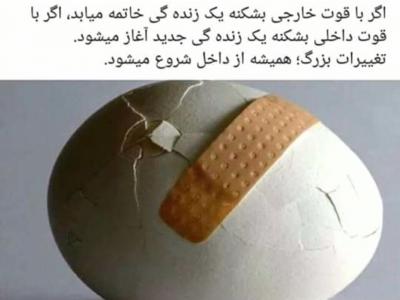 اگر با قوت خارجی بشکنه یک زنده گی خاتمه میابد، اگر با
قوت داخلی بشکنه یک زنده گی جدید آغاز میشود.
تغییرات بزرگ؛ همیشه از داخل شروع میشود.